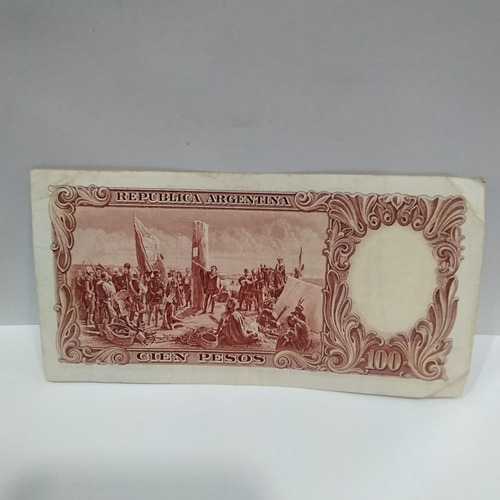 REPUBLICA ARGENTINA
CIEN PESOS
100